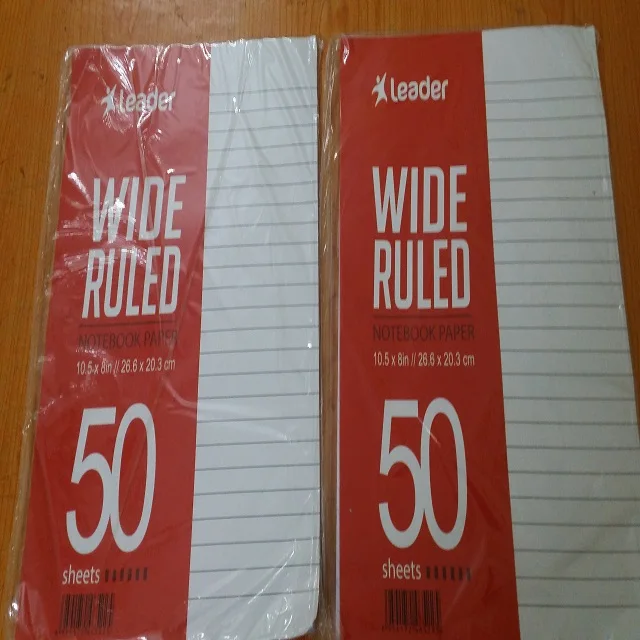 Leader
WIDE
RULED
NOTEBOOK PAPER
10.5 x 8in // 26.6 x 20.3 cm
50
sheets
Leader
WIDE
RULED
NOTEBOOK PAPER
10.5 x 8in // 26.6 x 20.3 cm
50
sheets